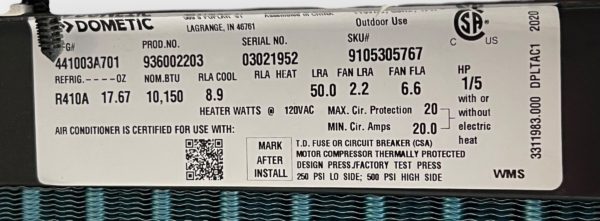 DOMETIC
LAGRANGE, IN 46761
Outdoor Use
CSA
C US
MFG# PROD.NO. SERIAL NO. SKU#
441003A701 936002203 03021952 9105305767
REFRIG.----OZ NOM.BTU RLA COOL RLA HEAT LRA FAN LRA FAN FLA HP
R410A 17.67 10,150 8.9 50.0 2.2 6.6 1/5
with or without electric heat
HEATER WATTS @ 120VAC MAX. Cir. Protection 20
MIN. Cir. Amps 20.0
AIR CONDITIONER IS CERTIFIED FOR USE WITH:
MARK AFTER INSTALL
T.D. FUSE OR CIRCUIT BREAKER (CSA)
MOTOR COMPRESSOR THERMALLY PROTECTED
DESIGN PRESS./FACTORY TEST PRESS
250 PSI LO SIDE; 500 PSI HIGH SIDE
WMS
3311983.000 DPLTAC1 2020